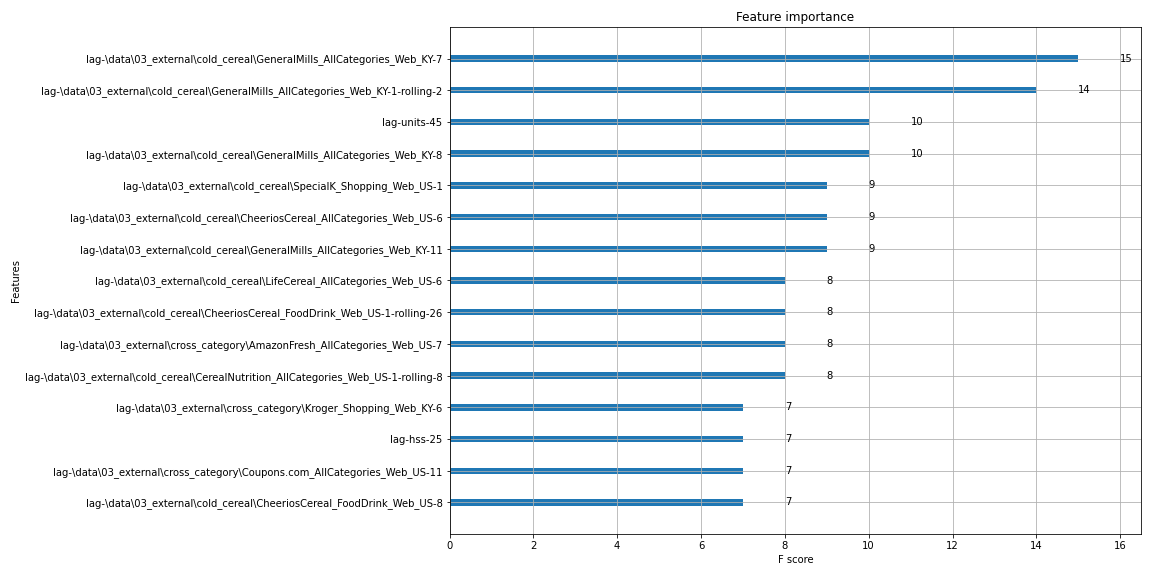 Feature importance
lag-\data\03_external\cold_cereal\GeneralMills_AllCategories_Web_KY-7 15
lag-\data\03_external\cold_cereal\GeneralMills_AllCategories_Web_KY-1-rolling-2 14
lag-units-45 10
lag-\data\03_external\cold_cereal\GeneralMills_AllCategories_Web_KY-8 10
lag-\data\03_external\cold_cereal\SpecialK_Shopping_Web_US-1 9
lag-\data\03_external\cold_cereal\CheeriosCereal_AllCategories_Web_US-6 9
lag-\data\03_external\cold_cereal\GeneralMills_AllCategories_Web_KY-11 9
lag-\data\03_external\cold_cereal\LifeCereal_AllCategories_Web_US-6 8
lag-\data\03_external\cold_cereal\CheeriosCereal_FoodDrink_Web_US-1-rolling-26 8
lag-\data\03_external\cross_category\AmazonFresh_AllCategories_Web_US-7 8
lag-\data\03_external\cold_cereal\CerealNutrition_AllCategories_Web_US-1-rolling-8 8
lag-\data\03_external\cross_category\Kroger_Shopping_Web_KY-6 7
lag-hss-25 7
lag-\data\03_external\cross_category\Coupons.com_AllCategories_Web_US-11 7
lag-\data\03_external\cold_cereal\CheeriosCereal_FoodDrink_Web_US-8 7
Features
0 2 4 6 8 10 12 14 16
F score